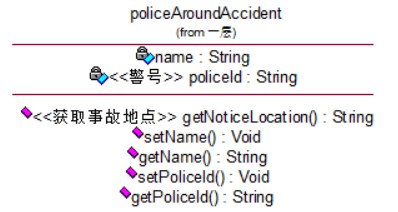 policeAroundAccident
(from 一层)
name : String
<<警号>> policeId : String
<<获取事故地点>> getNoticeLocation() : String
setName() : Void
getName() : String
setPoliceId() : Void
getPoliceId() : String